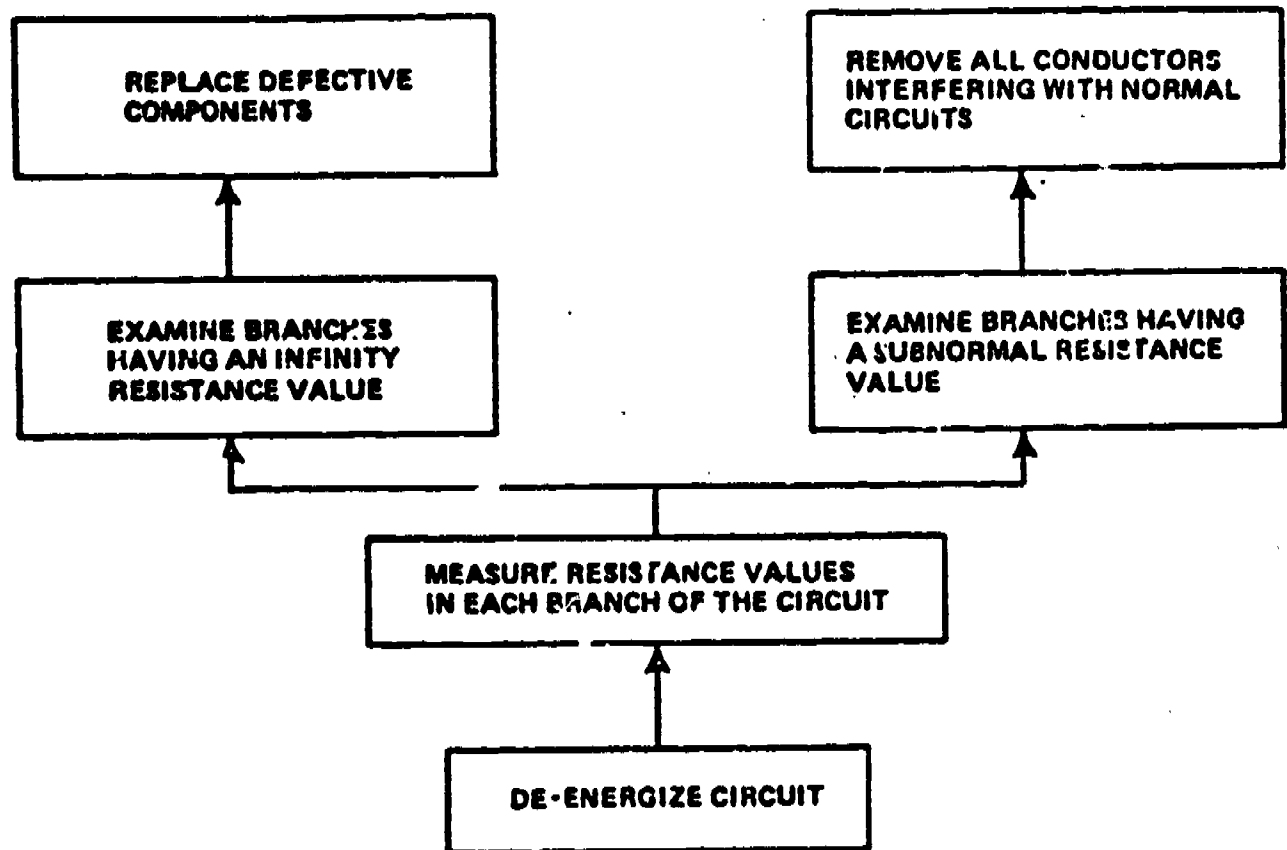 REPLACE DEFECTIVE
COMPONENTS
REMOVE ALL CONDUCTORS
INTERFERING WITH NORMAL
CIRCUITS
EXAMINE BRANCHES
HAVING AN INFINITY
RESISTANCE VALUE
EXAMINE BRANCHES HAVING
A SUBNORMAL RESISTANCE
VALUE
MEASURE RESISTANCE VALUES
IN EACH BRANCH OF THE CIRCUIT
DE-ENERGIZE CIRCUIT